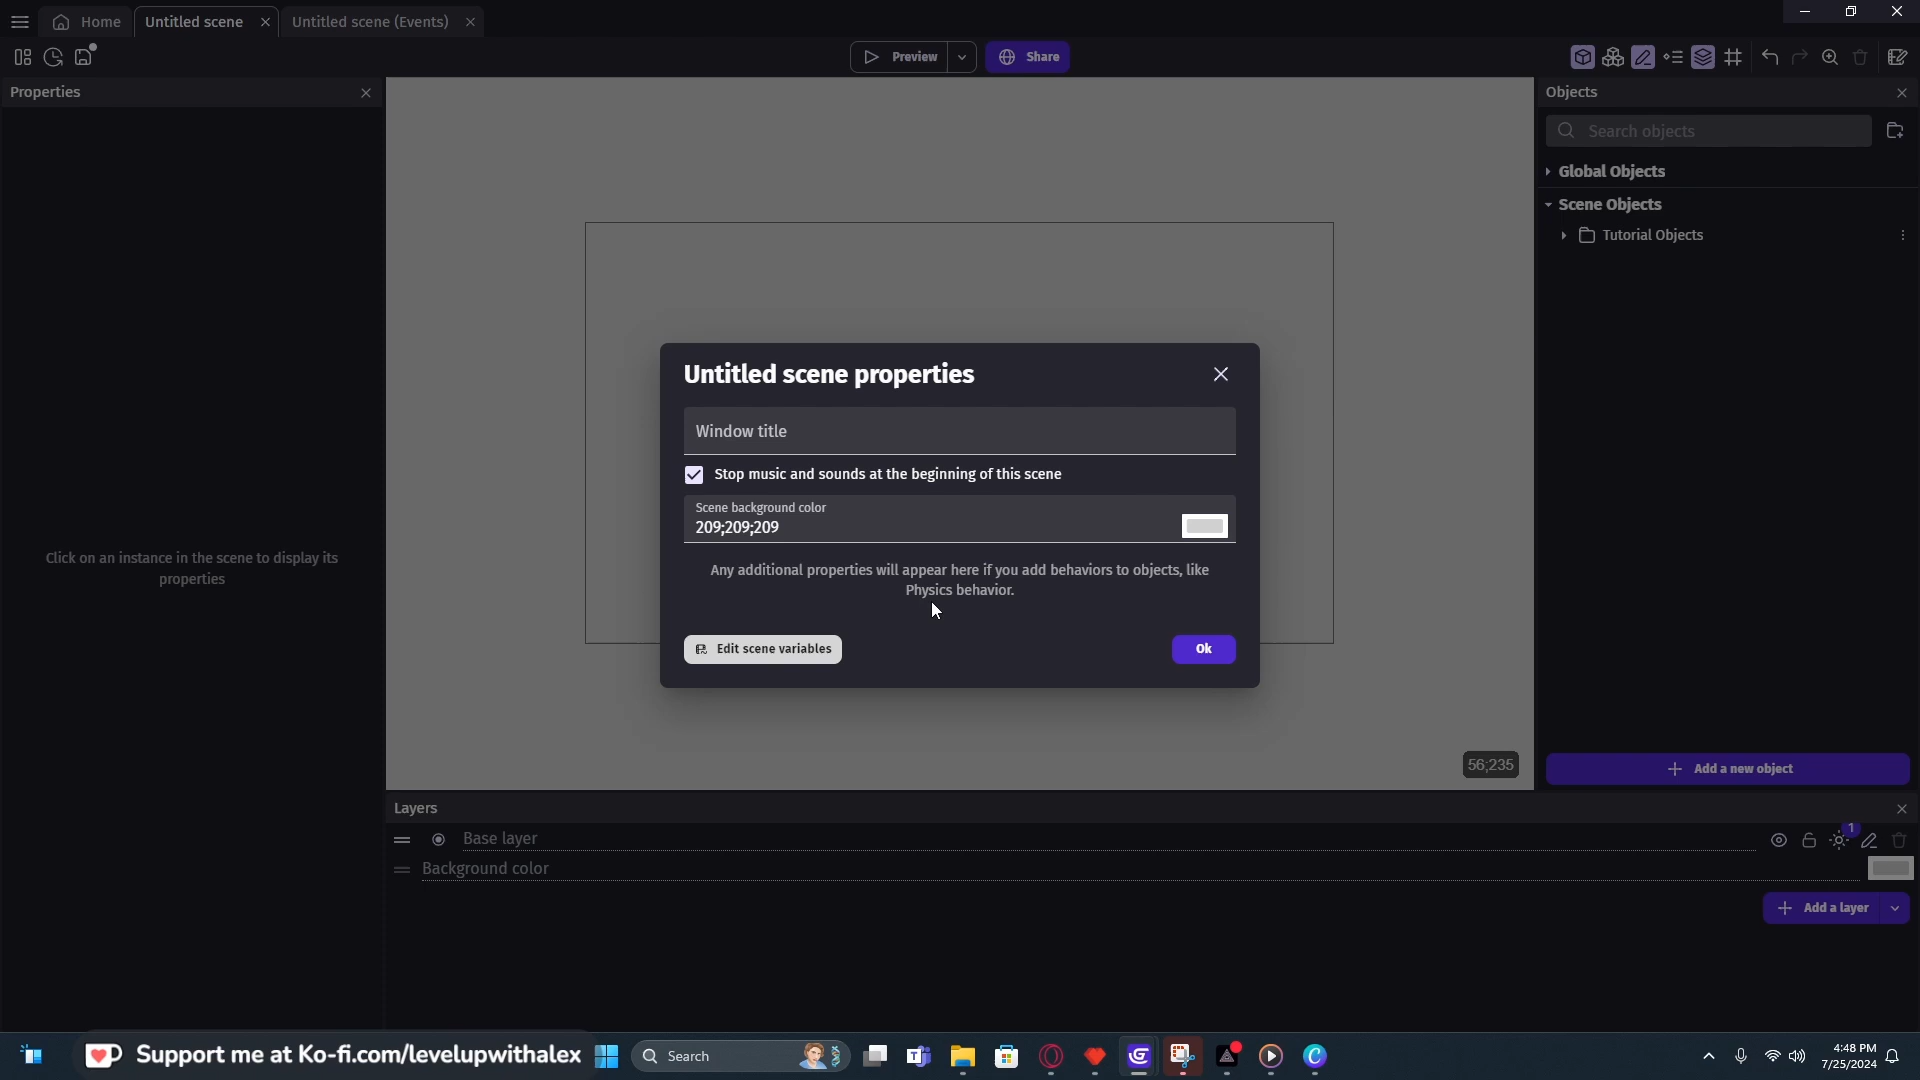 Home
Untitled scene
Untitled scene (Events)
Preview
Share
Properties
Objects
Search objects
Global Objects
Scene Objects
Tutorial Objects
Untitled scene properties
Window title
Stop music and sounds at the beginning of this scene
Scene background color
209;209;209
Any additional properties will appear here if you add behaviors to objects, like
Physics behavior.
Edit scene variables
Ok
Click on an instance in the scene to display its
properties
56;235
Add a new object
Layers
Base layer
1
Background color
Add a layer
Support me at Ko-fi.com/levelupwithalex
Search
4:48 PM
7/25/2024